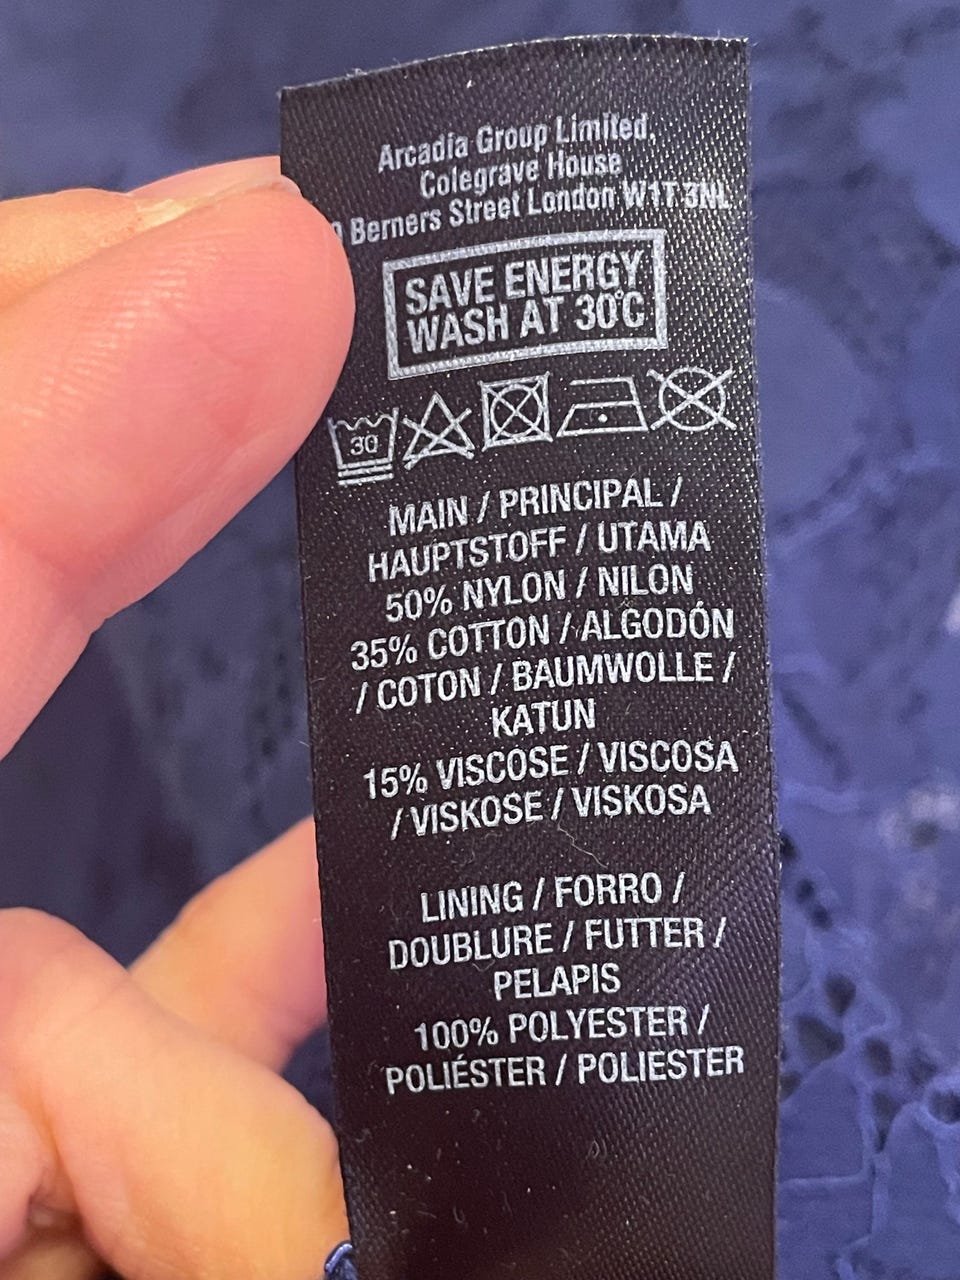 Arcadia Group Limited,
Colegrave House
Berners Street London W1T 3NL
SAVE ENERGY
WASH AT 30°C
30
MAIN / PRINCIPAL /
HAUPTSTOFF / UTAMA
50% NYLON / NILON
35% COTTON / ALGODÓN
/ COTON / BAUMWOLLE /
KATUN
15% VISCOSE / VISCOSA
/ VISKOSE / VISKOSA
LINING / FORRO /
DOUBLURE / FUTTER /
PELAPIS
100% POLYESTER /
POLIÉSTER / POLIESTER